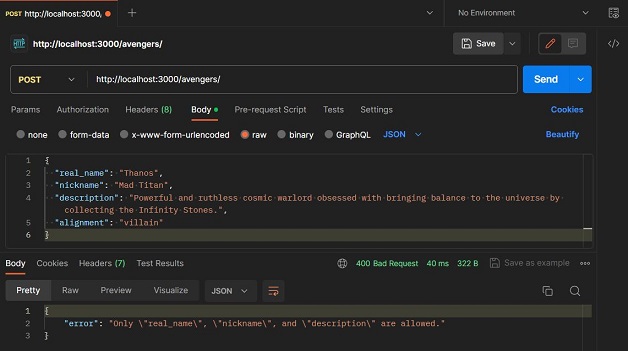 POST http://localhost:3000,
No Environment
HTTP http://localhost:3000/avengers/
Save
POST http://localhost:3000/avengers/ Send
Params Authorization Headers (8) Body Pre-request Script Tests Settings Cookies
none form-data x-www-form-urlencoded raw binary GraphQL JSON Beautify
1 {
2 "real_name": "Thanos",
3 "nickname": "Mad Titan",
4 "description": "Powerful and ruthless cosmic warlord obsessed with bringing balance to the universe by
collecting the Infinity Stones.",
5 "alignment": "villain"
6 }
Body Cookies Headers (7) Test Results 400 Bad Request 40 ms 322 B Save as example
Pretty Raw Preview Visualize JSON
1 {
2 "error": "Only \"real_name\", \"nickname\", and \"description\" are allowed."
3 }